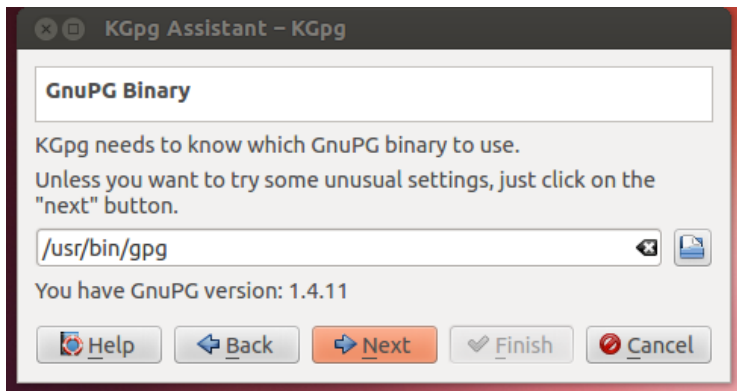 KGpg Assistant – KGpg
GnuPG Binary
KGpg needs to know which GnuPG binary to use.
Unless you want to try some unusual settings, just click on the
"next" button.
/usr/bin/gpg
You have GnuPG version: 1.4.11
Help Back Next Finish Cancel